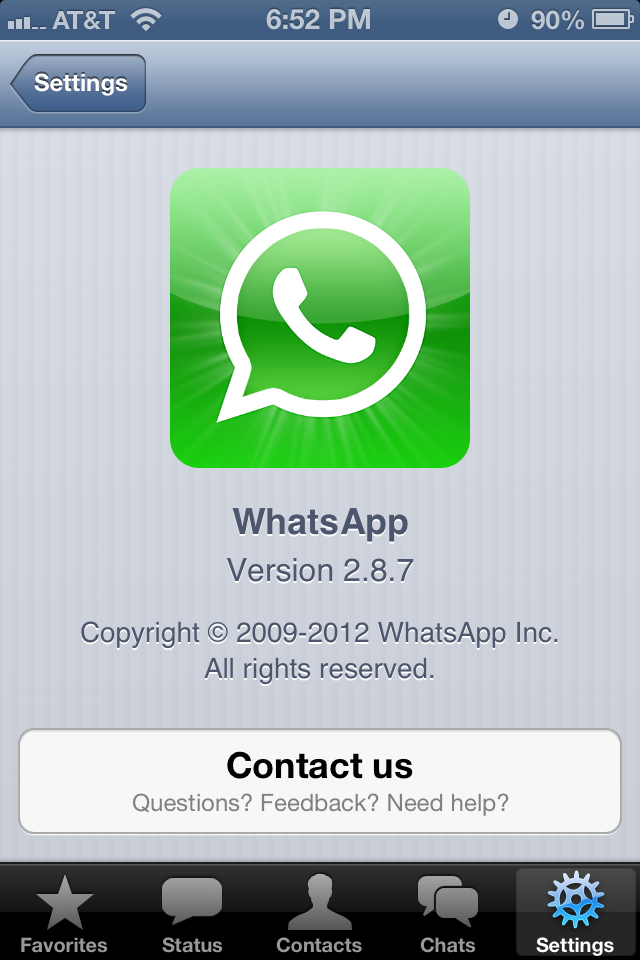 AT&T 6:52 PM 90%
Settings
WhatsApp
Version 2.8.7
Copyright © 2009-2012 WhatsApp Inc.
All rights reserved.
Contact us
Questions? Feedback? Need help?
Favorites Status Contacts Chats Settings